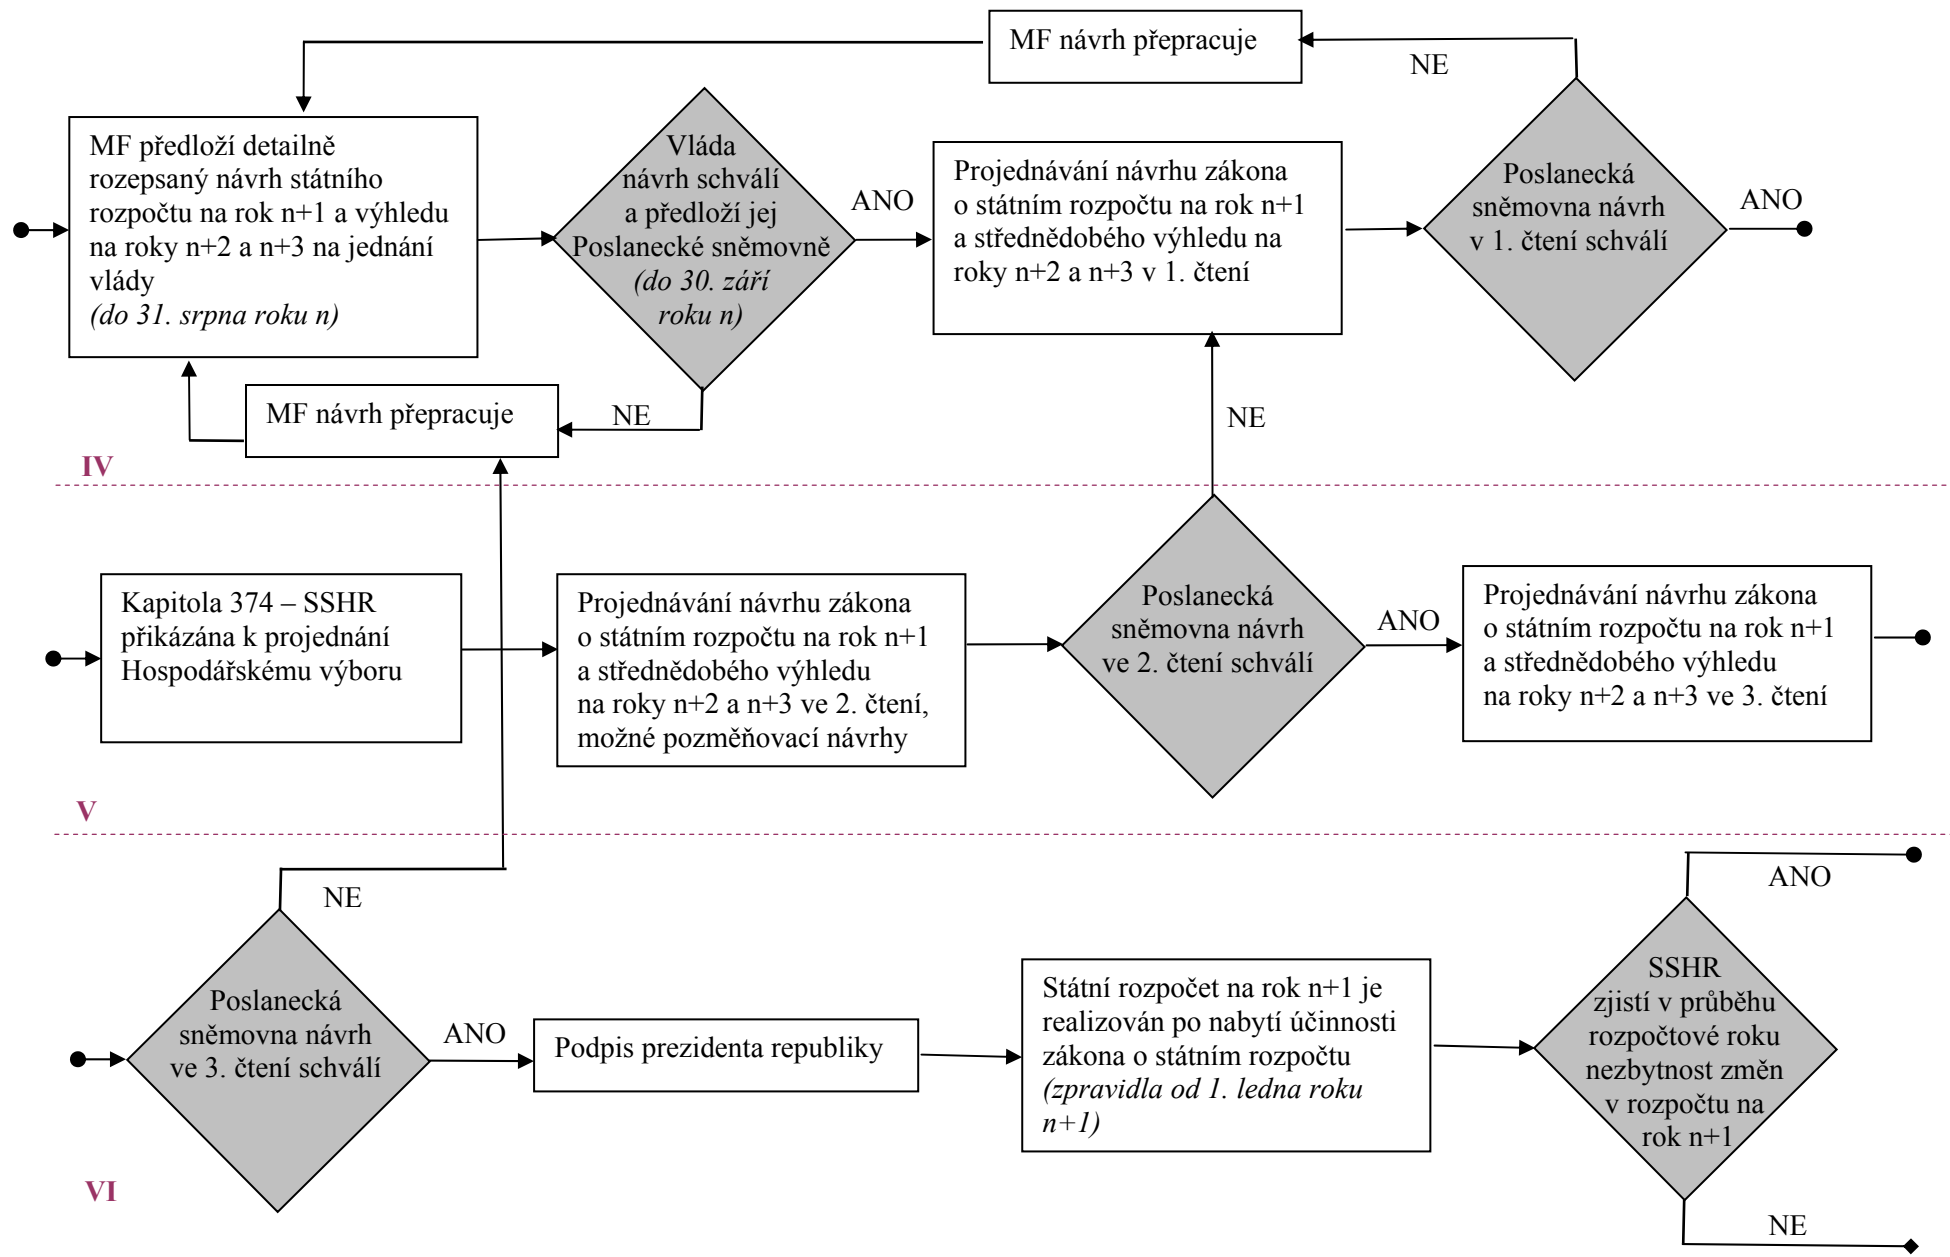 MF návrh přepracuje
NE
MF předloží detailně
rozepsaný návrh státního
rozpočtu na rok n+1 a výhledu
na roky n+2 a n+3 na jednání
vlády
(do 31. srpna roku n)
Vláda
návrh schválí
a předloží jej
Poslanecké sněmovně
(do 30. září
roku n)
ANO
Projednávání návrhu zákona
o státním rozpočtu na rok n+1
a střednědobého výhledu na
roky n+2 a n+3 v 1. čtení
Poslanecká
sněmovna návrh
v 1. čtení schválí
ANO
MF návrh přepracuje
NE
NE
IV
Kapitola 374 – SSHR
přikázána k projednání
Hospodářskému výboru
Projednávání návrhu zákona
o státním rozpočtu na rok n+1
a střednědobého výhledu
na roky n+2 a n+3 ve 2. čtení,
možné pozměňovací návrhy
Poslanecká
sněmovna návrh
ve 2. čtení schválí
ANO
Projednávání návrhu zákona
o státním rozpočtu na rok n+1
a střednědobého výhledu
na roky n+2 a n+3 ve 3. čtení
V
NE
Poslanecká
sněmovna návrh
ve 3. čtení schválí
ANO
Podpis prezidenta republiky
Státní rozpočet na rok n+1 je
realizován po nabytí účinnosti
zákona o státním rozpočtu
(zpravidla od 1. ledna roku
n+1)
SSHR
zjistí v průběhu
rozpočtové roku
nezbytnost změn
v rozpočtu na
rok n+1
ANO
NE
VI